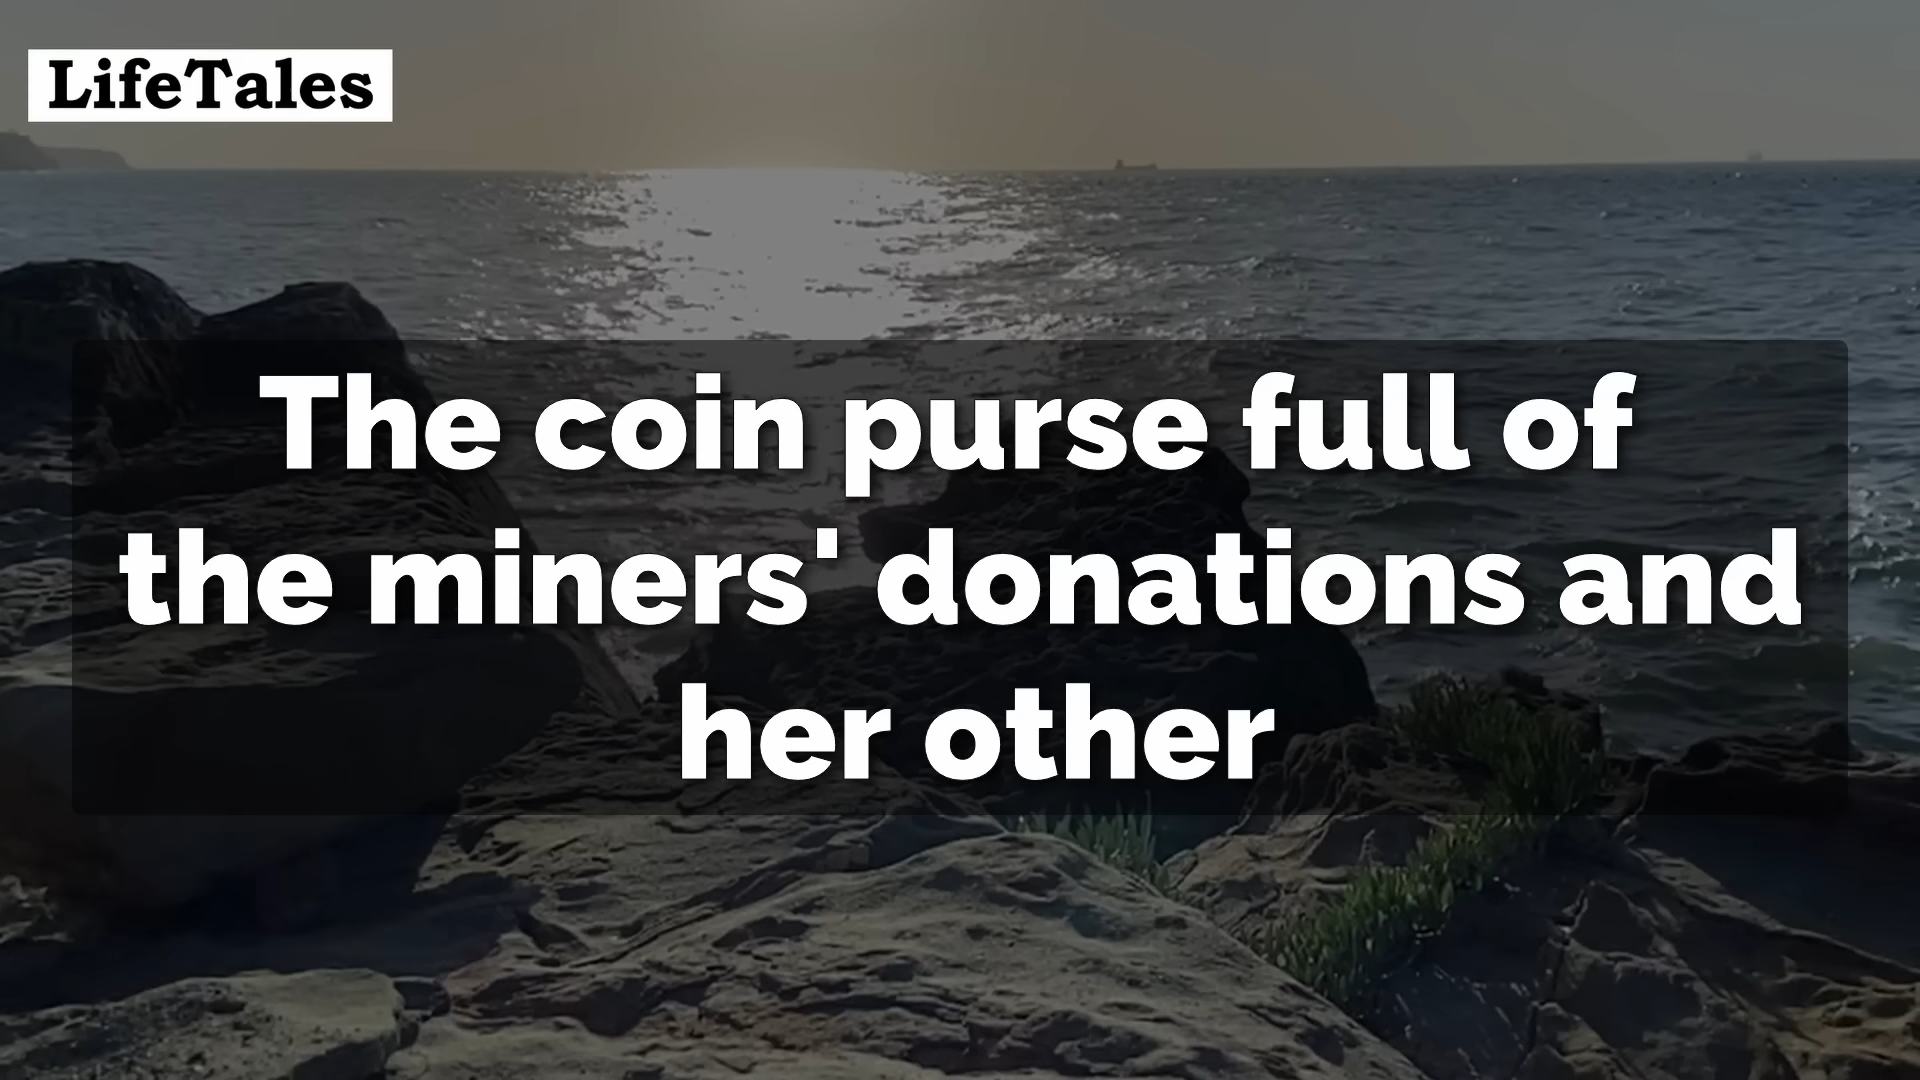 LifeTales
The coin purse full of
the miners' donations and
her other